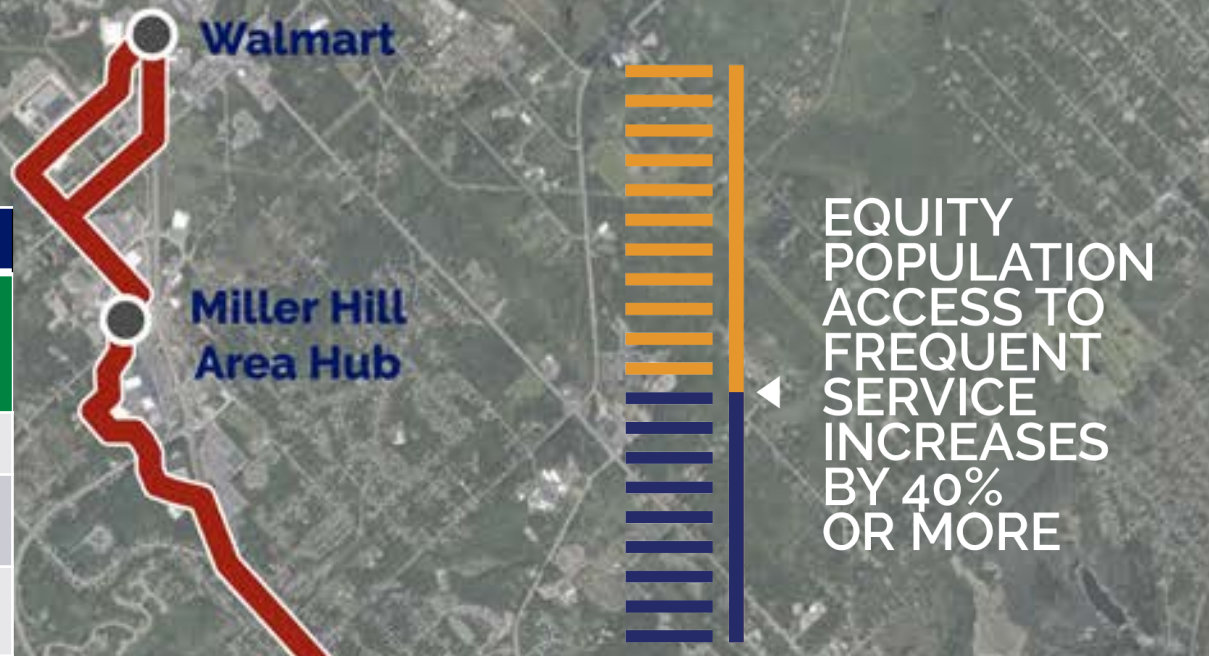 Walmart
Miller Hill
Area Hub
EQUITY
POPULATION
ACCESS TO
FREQUENT
SERVICE
INCREASES
BY 40%
OR MORE